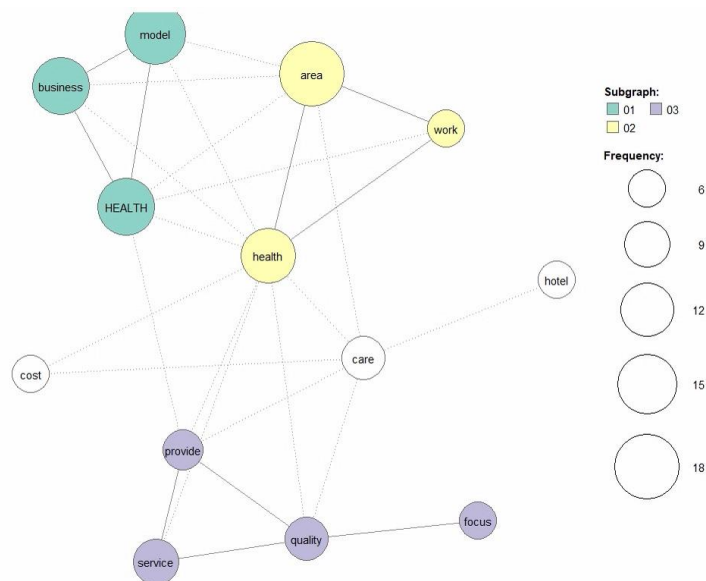 model
area
business
work
HEALTH
health
hotel
care
cost
provide
focus
quality
service
Subgraph:
01 03
02
Frequency:
6
9
12
15
18